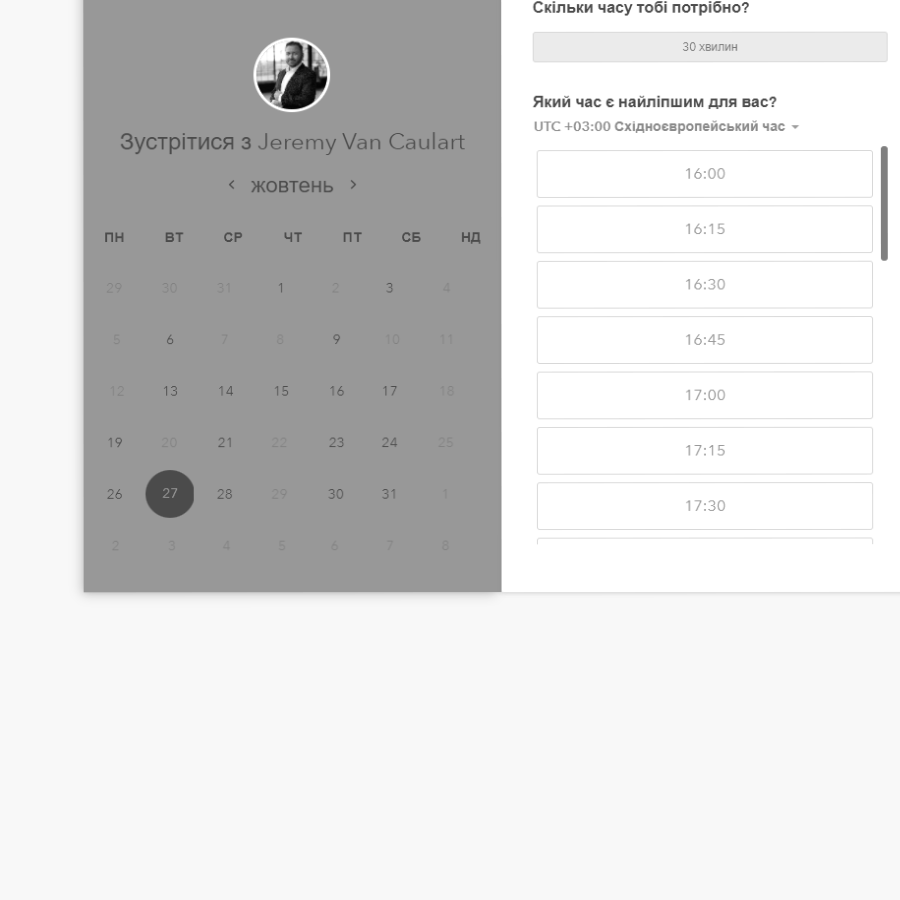 Зустрітися з Jeremy Van Caulart
‹ жовтень ›
ПН ВТ СР ЧТ ПТ СБ НД
29 30 31 1 2 3 4
5 6 7 8 9 10 11
12 13 14 15 16 17 18
19 20 21 22 23 24 25
26 27 28 29 30 31 1
2 3 4 5 6 7 8
Скільки часу тобі потрібно?
30 хвилин
Який час є найліпшим для вас?
UTC +03:00 Східноєвропейський час
16:00
16:15
16:30
16:45
17:00
17:15
17:30